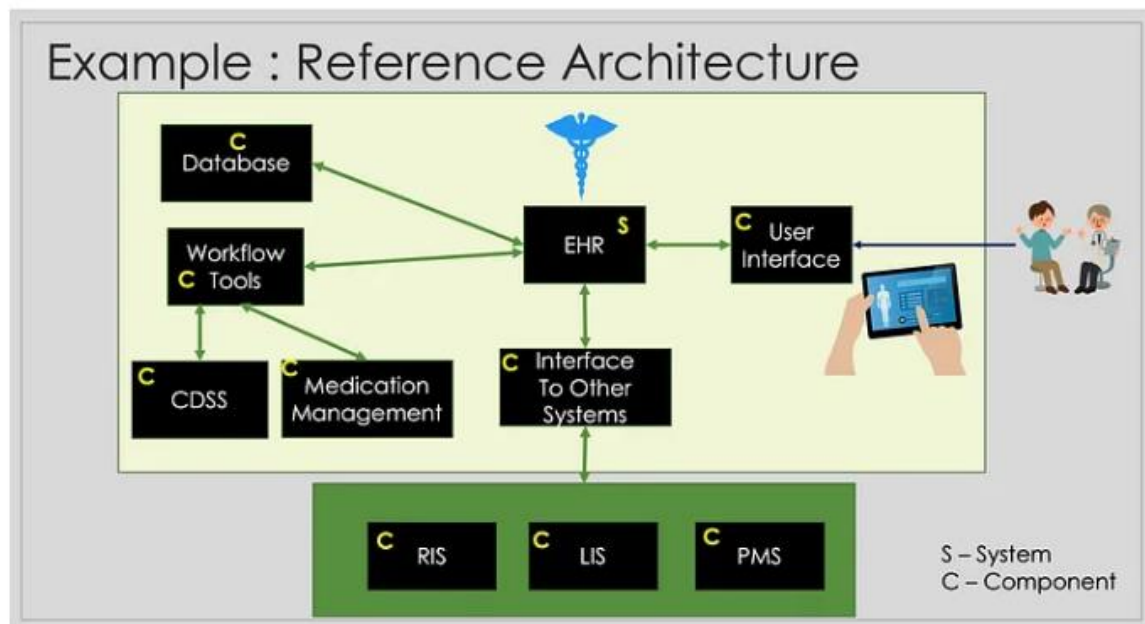 Example : Reference Architecture
C
Database
Workflow
C Tools
S
EHR
C
User
Interface
C
CDSS
C
Medication
Management
C
Interface
To Other
Systems
C
RIS
C
LIS
C
PMS
S – System
C – Component